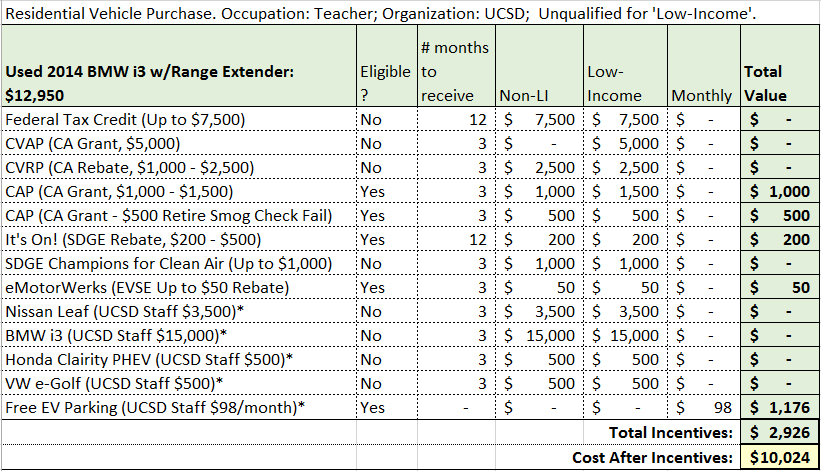 Residential Vehicle Purchase. Occupation: Teacher; Organization: UCSD;  Unqualified for 'Low-Income'.
Used 2014 BMW i3 w/Range Extender: $12,950 | Eligible ? | # months to receive | Non-LI | Low-Income | Monthly | Total Value
Federal Tax Credit (Up to $7,500) | No | 12 | $ 7,500 | $ 7,500 | $ - | $ -
CVAP (CA Grant, $5,000) | No | 3 | $ - | $ 5,000 | $ - | $ -
CVRP (CA Rebate, $1,000 - $2,500) | No | 3 | $ 2,500 | $ 2,500 | $ - | $ -
CAP (CA Grant, $1,000 - $1,500) | Yes | 3 | $ 1,000 | $ 1,500 | $ - | $ 1,000
CAP (CA Grant - $500 Retire Smog Check Fail) | Yes | 3 | $ 500 | $ 500 | $ - | $ 500
It's On! (SDGE Rebate, $200 - $500) | Yes | 12 | $ 200 | $ 200 | $ - | $ 200
SDGE Champions for Clean Air (Up to $1,000) | No | 3 | $ 1,000 | $ 1,000 | $ - | $ -
eMotorWerks (EVSE Up to $50 Rebate) | Yes | 3 | $ 50 | $ 50 | $ - | $ 50
Nissan Leaf (UCSD Staff $3,500)* | No | 3 | $ 3,500 | $ 3,500 | $ - | $ -
BMW i3 (UCSD Staff $15,000)* | No | 3 | $ 15,000 | $ 15,000 | $ - | $ -
Honda Clairity PHEV (UCSD Staff $500)* | No | 3 | $ 500 | $ 500 | $ - | $ -
VW e-Golf (UCSD Staff $500)* | No | 3 | $ 500 | $ 500 | $ - | $ -
Free EV Parking (UCSD Staff $98/month)* | Yes | - | $ - | $ - | $ 98 | $ 1,176
Total Incentives: $ 2,926
Cost After Incentives: $10,024